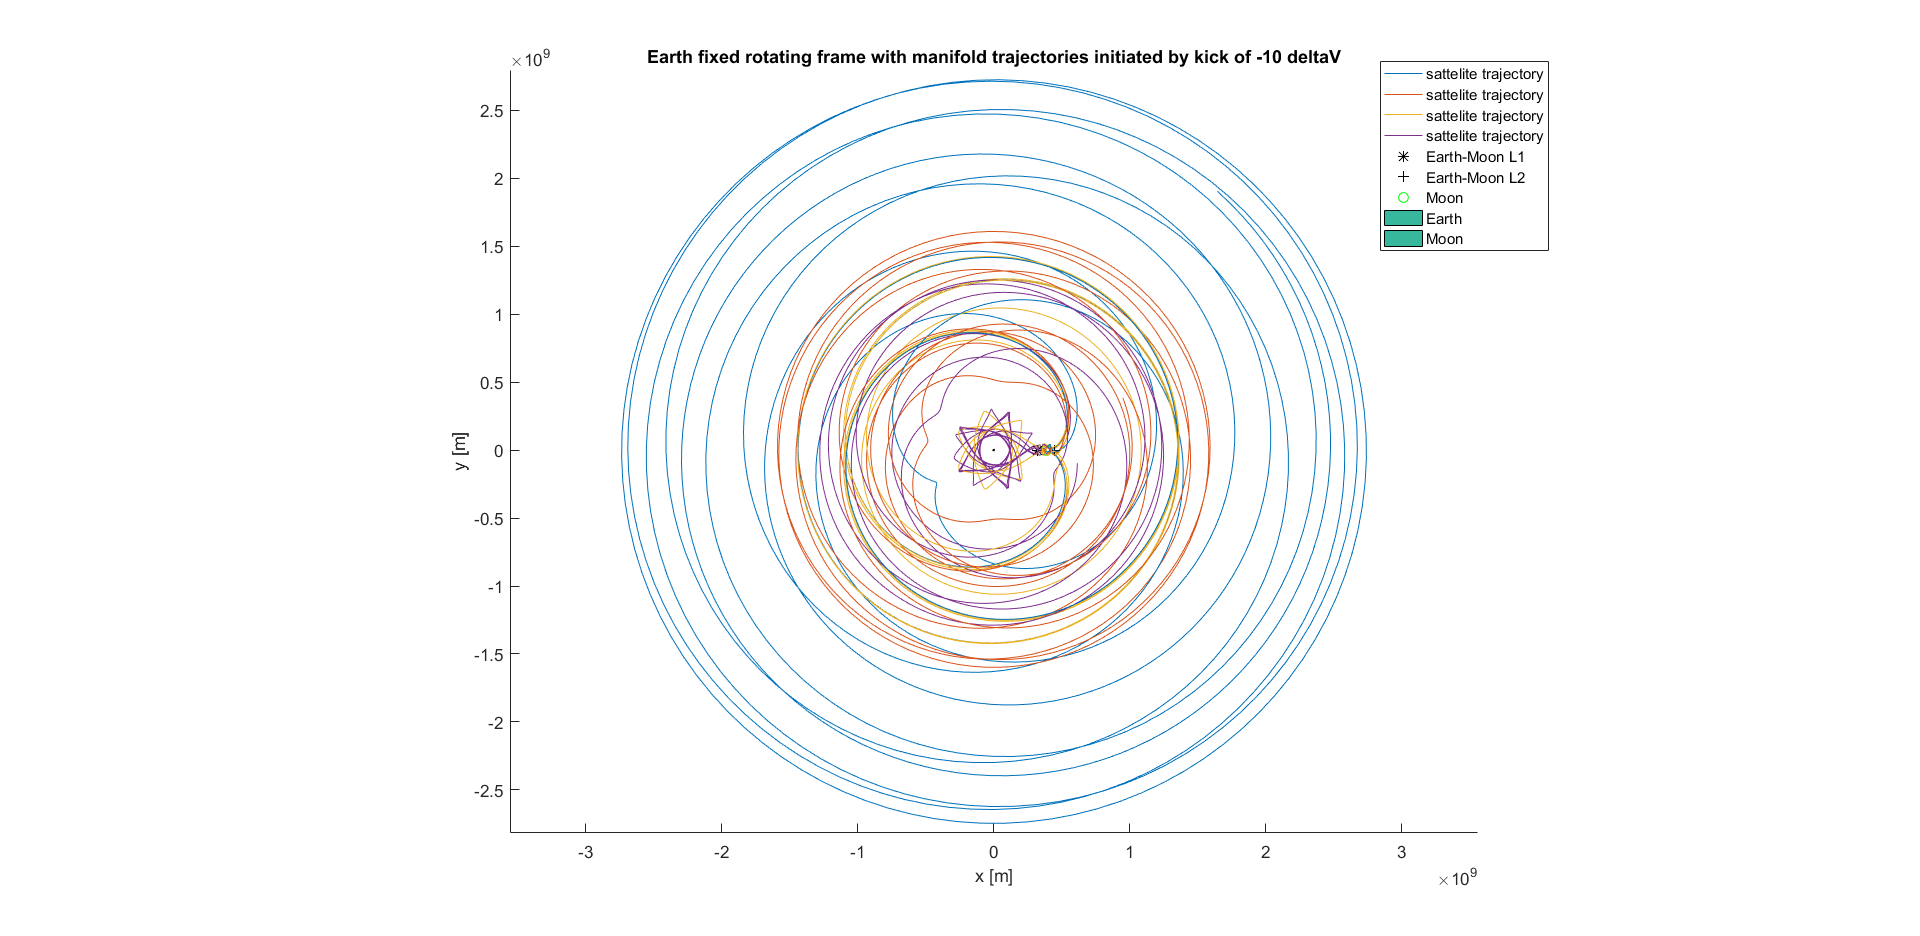 Earth fixed rotating frame with manifold trajectories initiated by kick of -10 deltaV
×10^9
2.5
2
1.5
1
0.5
0
-0.5
-1
-1.5
-2
-2.5
y [m]
-3 -2 -1 0 1 2 3
x [m]
×10^9
sattelite trajectory
sattelite trajectory
sattelite trajectory
sattelite trajectory
Earth-Moon L1
Earth-Moon L2
Moon
Earth
Moon